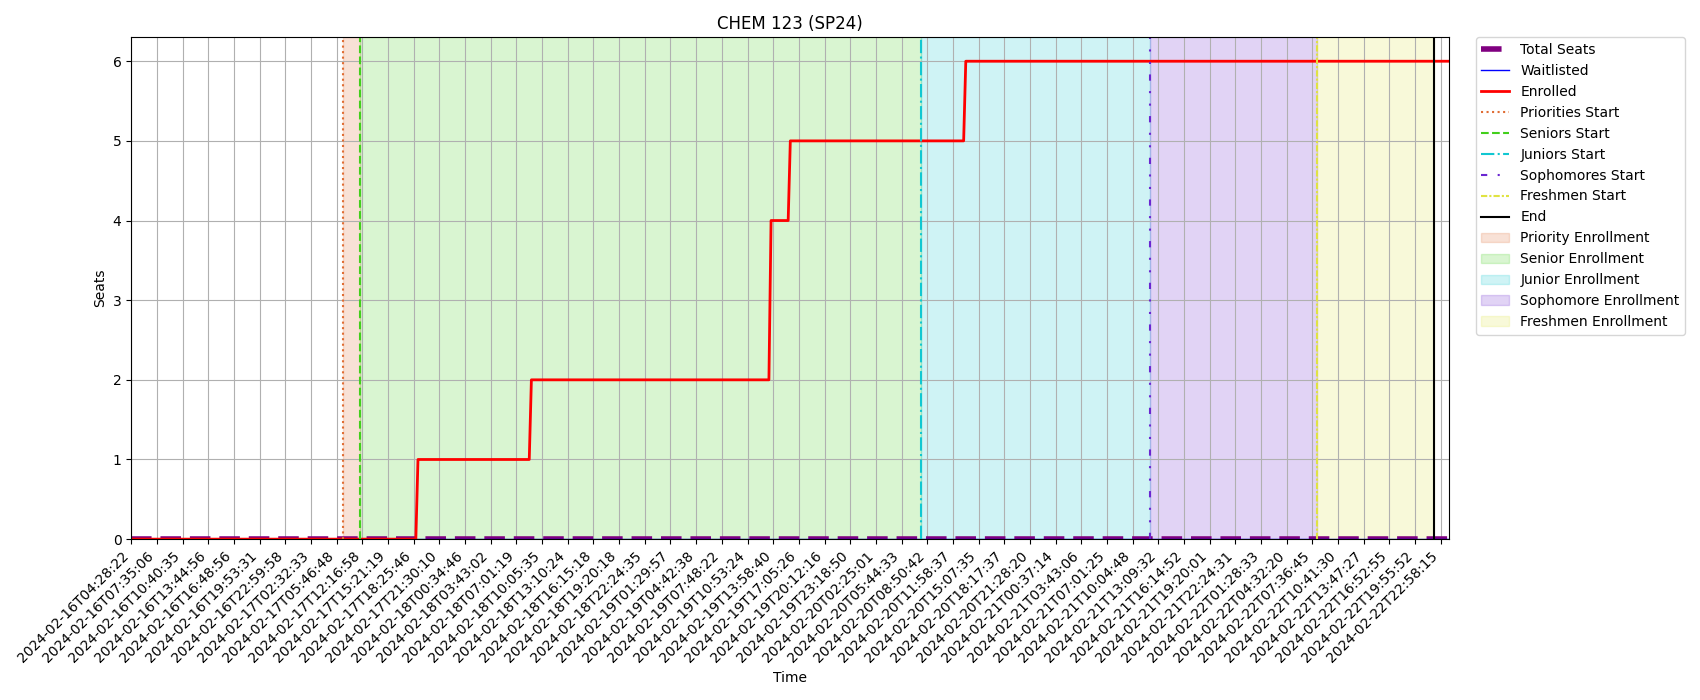 CHEM 123 (SP24)
Seats
6
5
4
3
2
1
0
2024-02-16T04:28:22
2024-02-16T07:35:06
2024-02-16T10:40:35
2024-02-16T13:44:56
2024-02-16T16:48:56
2024-02-16T19:53:31
2024-02-16T22:59:58
2024-02-17T02:32:33
2024-02-17T05:46:48
2024-02-17T12:16:58
2024-02-17T15:21:19
2024-02-17T18:25:46
2024-02-17T21:30:10
2024-02-18T00:34:46
2024-02-18T03:43:02
2024-02-18T07:01:19
2024-02-18T10:05:35
2024-02-18T13:10:24
2024-02-18T16:15:18
2024-02-18T19:20:18
2024-02-18T22:24:35
2024-02-19T01:29:57
2024-02-19T04:42:38
2024-02-19T07:48:22
2024-02-19T10:53:24
2024-02-19T13:58:40
2024-02-19T17:05:26
2024-02-19T20:12:16
2024-02-19T23:18:50
2024-02-20T02:25:01
2024-02-20T05:44:33
2024-02-20T08:50:42
2024-02-20T11:58:37
2024-02-20T15:07:35
2024-02-20T18:17:37
2024-02-20T21:28:20
2024-02-21T00:37:14
2024-02-21T03:43:06
2024-02-21T07:01:25
2024-02-21T10:04:48
2024-02-21T13:09:32
2024-02-21T16:14:52
2024-02-21T19:20:01
2024-02-21T22:24:31
2024-02-22T01:28:33
2024-02-22T04:32:20
2024-02-22T07:36:45
2024-02-22T10:41:30
2024-02-22T13:47:27
2024-02-22T16:52:55
2024-02-22T19:55:52
2024-02-22T22:58:15
Time
Total Seats
Waitlisted
Enrolled
Priorities Start
Seniors Start
Juniors Start
Sophomores Start
Freshmen Start
End
Priority Enrollment
Senior Enrollment
Junior Enrollment
Sophomore Enrollment
Freshmen Enrollment